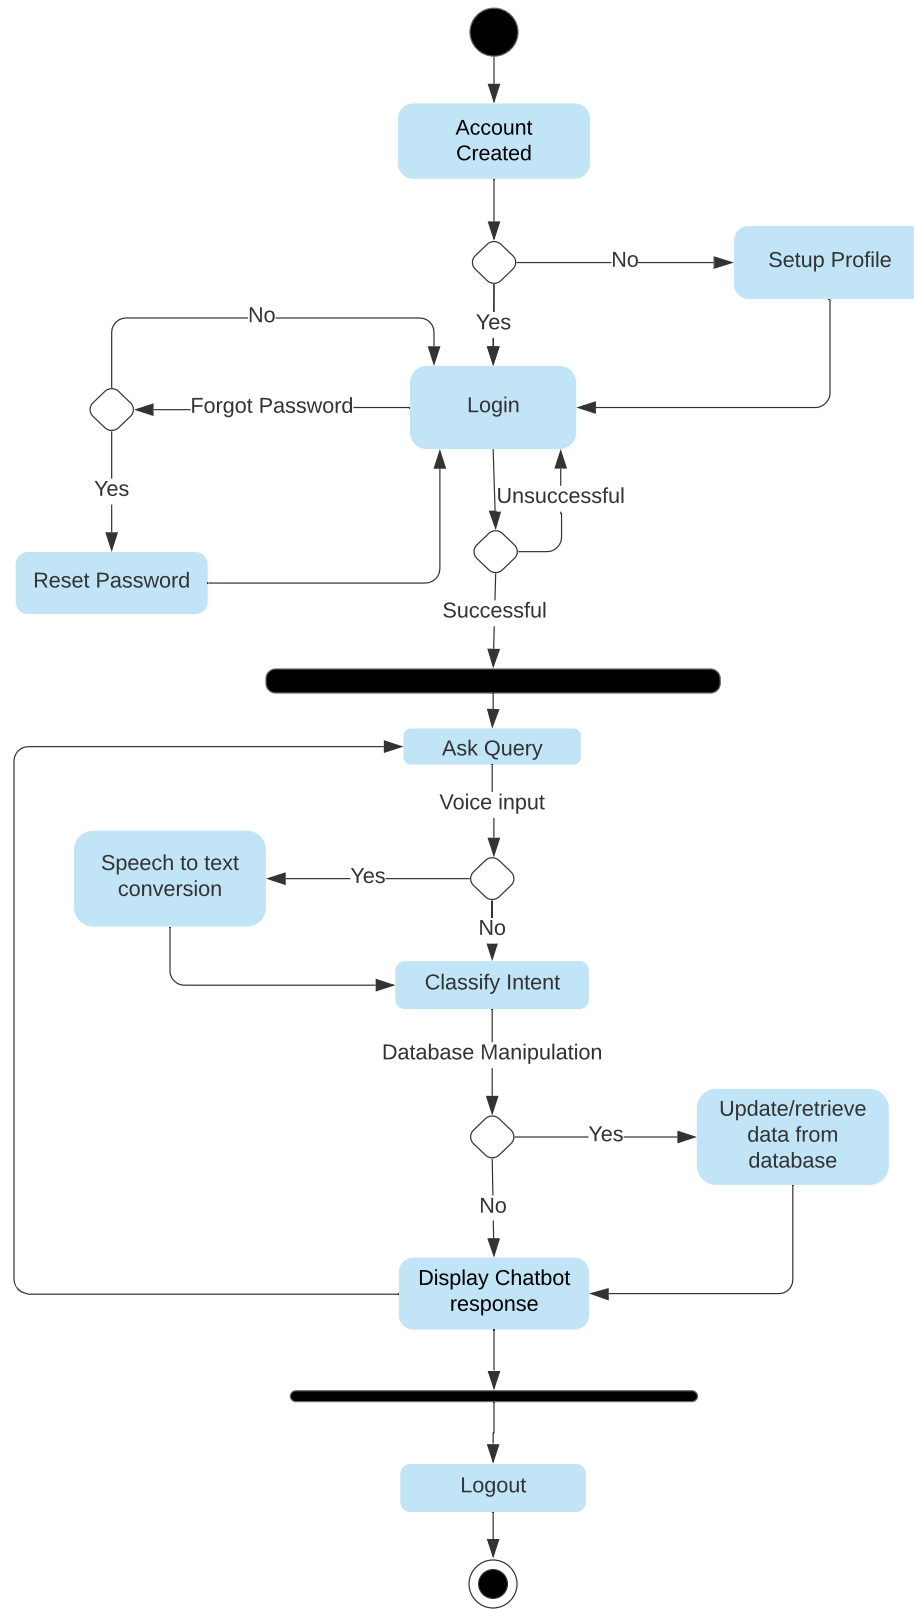 Account
Created
No
Setup Profile
Yes
No
Login
Forgot Password
Yes
Unsuccessful
Reset Password
Successful
Ask Query
Voice input
Speech to text
conversion
Yes
No
Classify Intent
Database Manipulation
Update/retrieve
data from
database
Yes
No
Display Chatbot
response
Logout